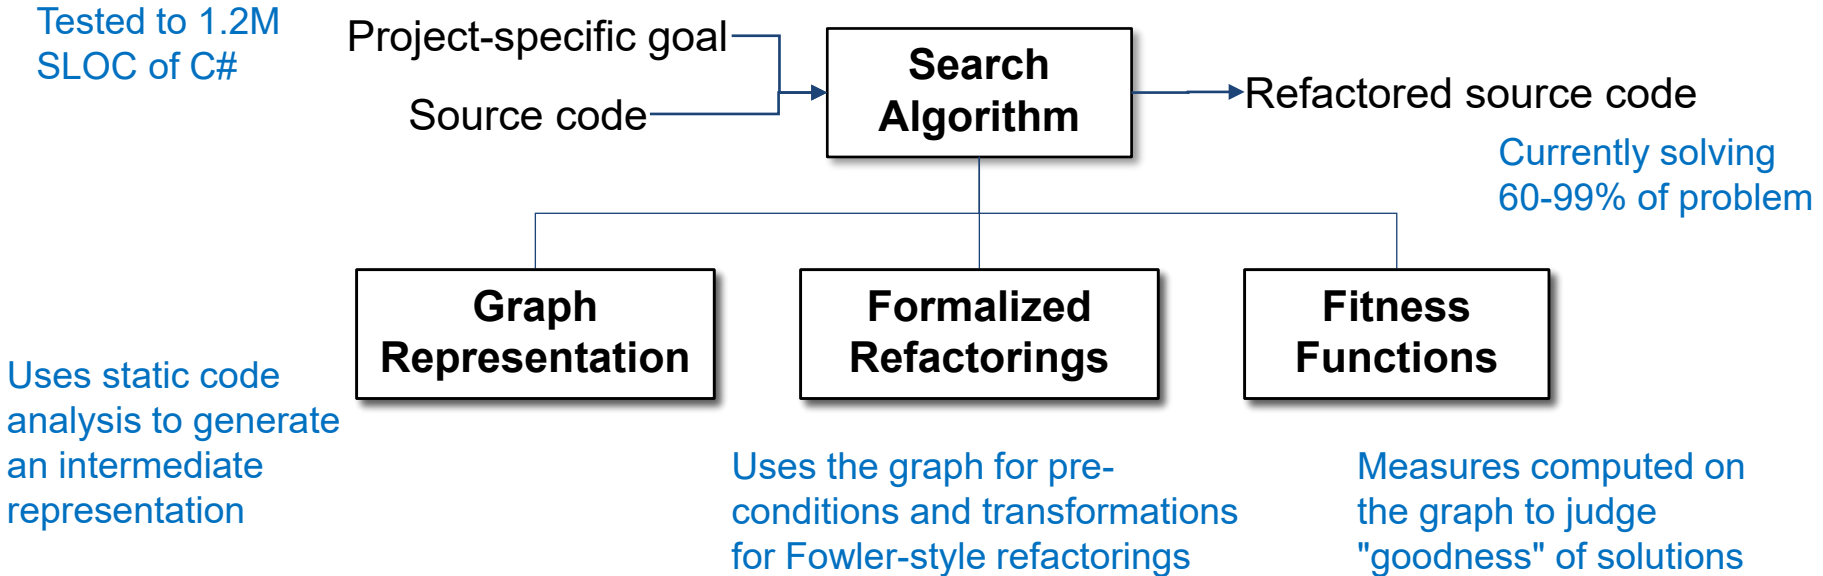 Tested to 1.2M
SLOC of C#
Project-specific goal
Source code
Search
Algorithm
Refactored source code
Currently solving
60-99% of problem
Graph
Representation
Formalized
Refactorings
Fitness
Functions
Uses static code
analysis to generate
an intermediate
representation
Uses the graph for pre-
conditions and transformations
for Fowler-style refactorings
Measures computed on
the graph to judge
"goodness" of solutions